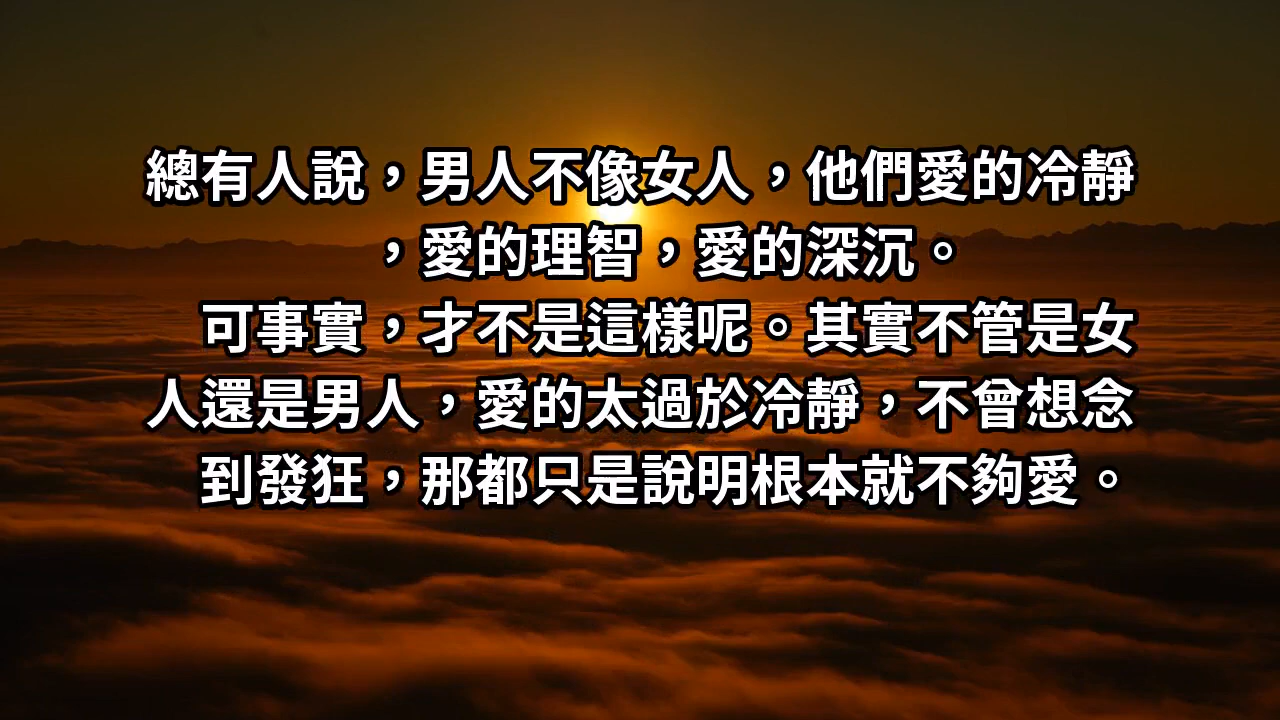 總有人說，男人不像女人，他們愛的冷靜
，愛的理智，愛的深沉。
可事實，才不是這樣呢。其實不管是女
人還是男人，愛的太過於冷靜，不曾想念
到發狂，那都只是說明根本就不夠愛。